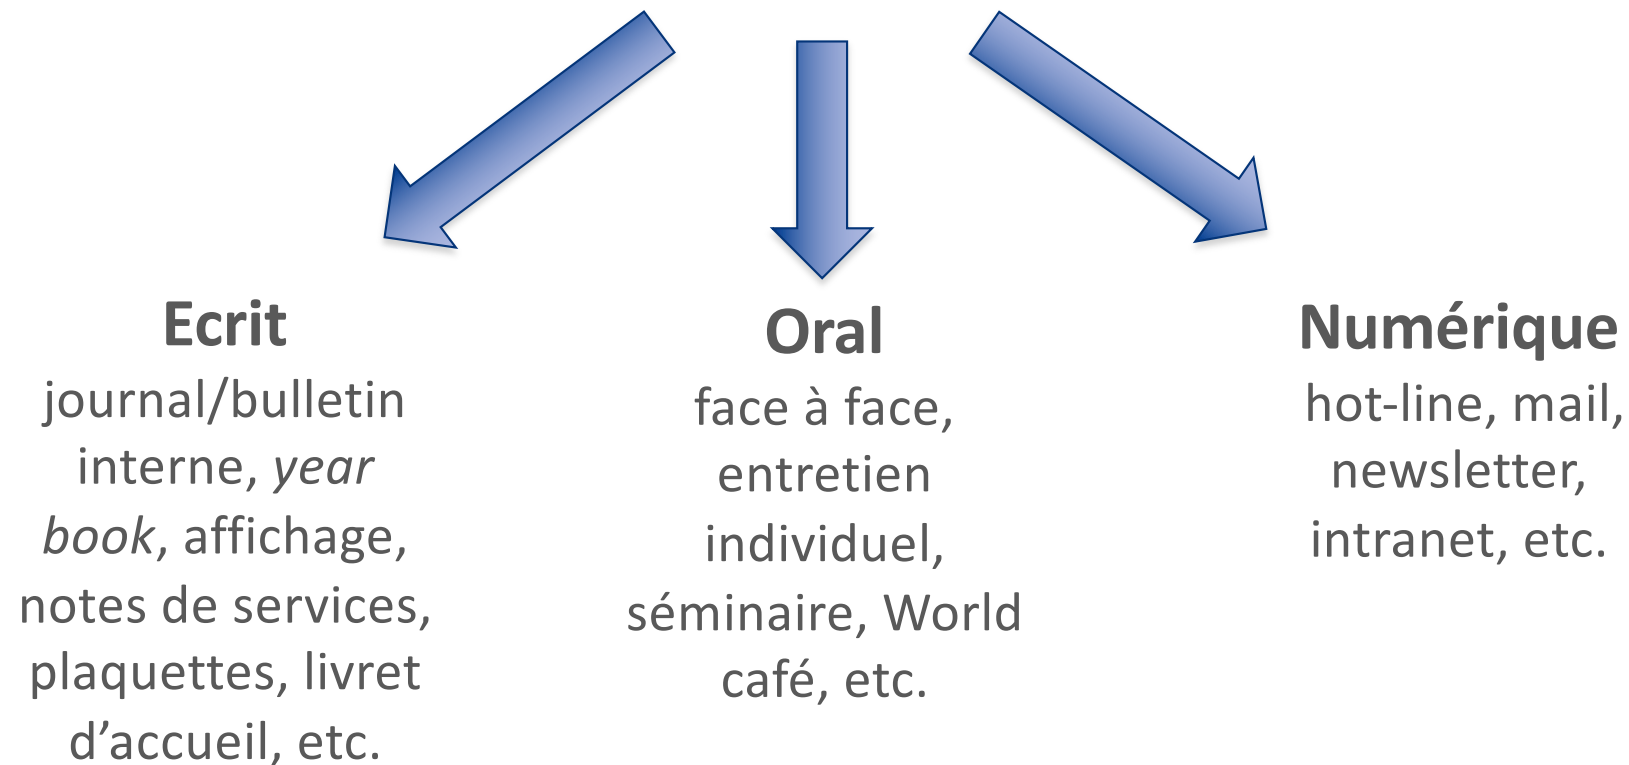 Ecrit
journal/bulletin
interne, year
book, affichage,
notes de services,
plaquettes, livret
d’accueil, etc.
Oral
face à face,
entretien
individuel,
séminaire, World
café, etc.
Numérique
hot-line, mail,
newsletter,
intranet, etc.